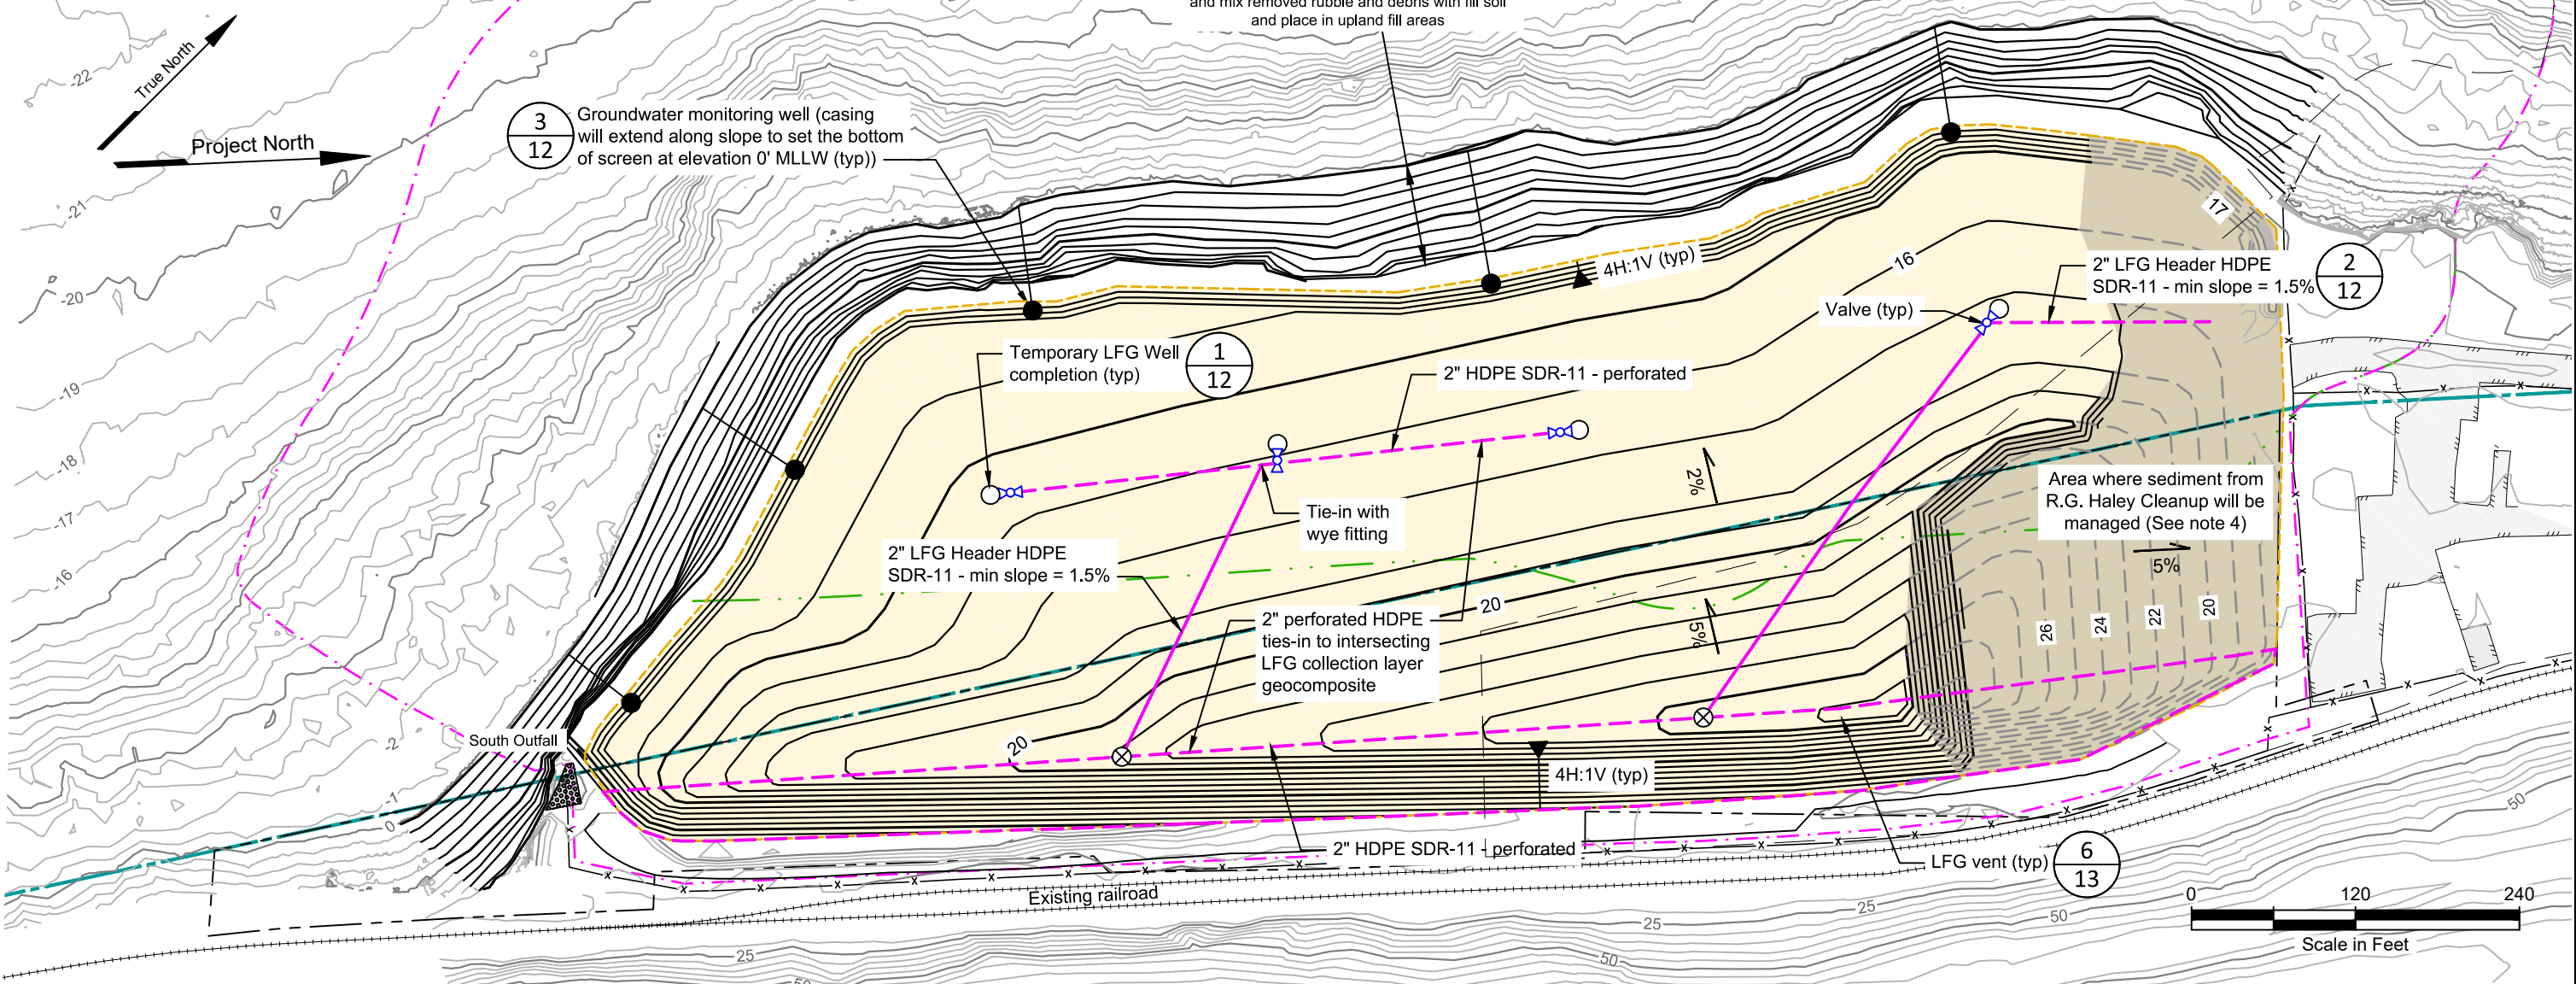 and mix removed rubble and debris with fill soil
and place in upland fill areas
True North
Project North
3
12
Groundwater monitoring well (casing
will extend along slope to set the bottom
of screen at elevation 0' MLLW (typ))
-22
-21
-20
-19
-18
-17
-16
-2
-1
0
17
16
4H:1V (typ)
2" LFG Header HDPE
SDR-11 - min slope = 1.5%
2
12
Valve (typ)
Temporary LFG Well
completion (typ)
1
12
2" HDPE SDR-11 - perforated
2%
Tie-in with
wye fitting
Area where sediment from
R.G. Haley Cleanup will be
managed (See note 4)
5%
2" LFG Header HDPE
SDR-11 - min slope = 1.5%
20
5%
2" perforated HDPE
ties-in to intersecting
LFG collection layer
geocomposite
26
24
22
20
South Outfall
20
4H:1V (typ)
2" HDPE SDR-11 - perforated
LFG vent (typ)
6
13
Existing railroad
25
50
25
50
25
50
50
0
120
240
Scale in Feet